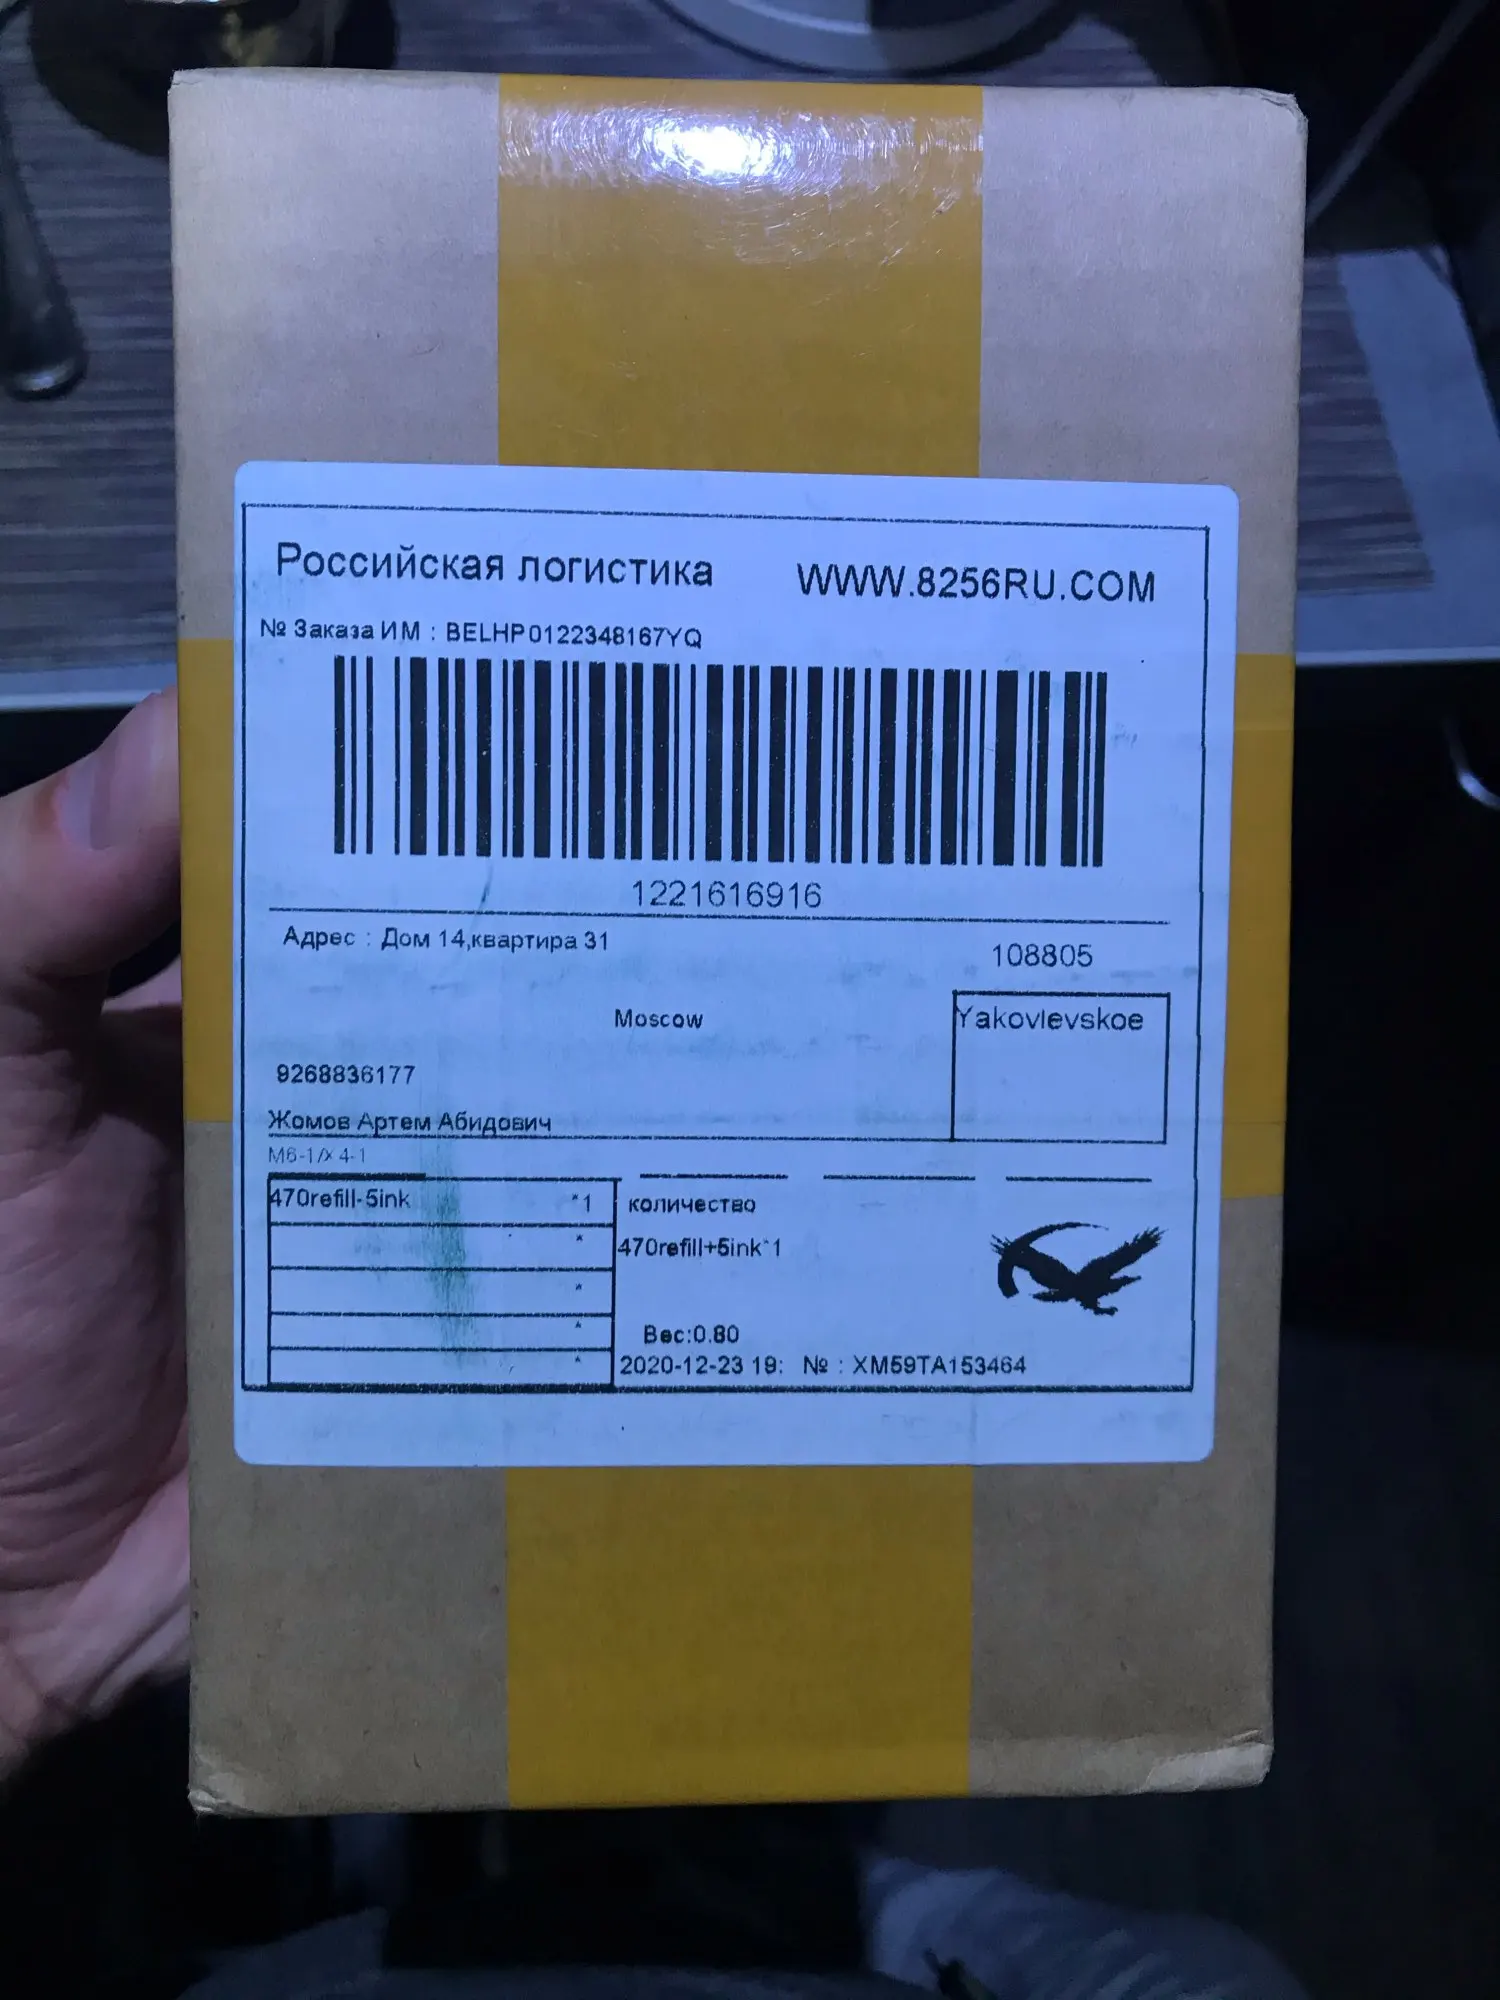 Российская логистика WWW.8256RU.COM
№ Заказа ИМ : BELHP0122348167YQ
1221616916
Адрес : Дом 14,квартира 31
108805
Moscow
Yakovlevskoe
9268836177
Жомов Артем Абидович
М6-1/X 4-1
470refill-5ink *1
*
*
*
*
количество
470refill+5ink*1
Вес:0.80
2020-12-23 19: № : XM59TA153464